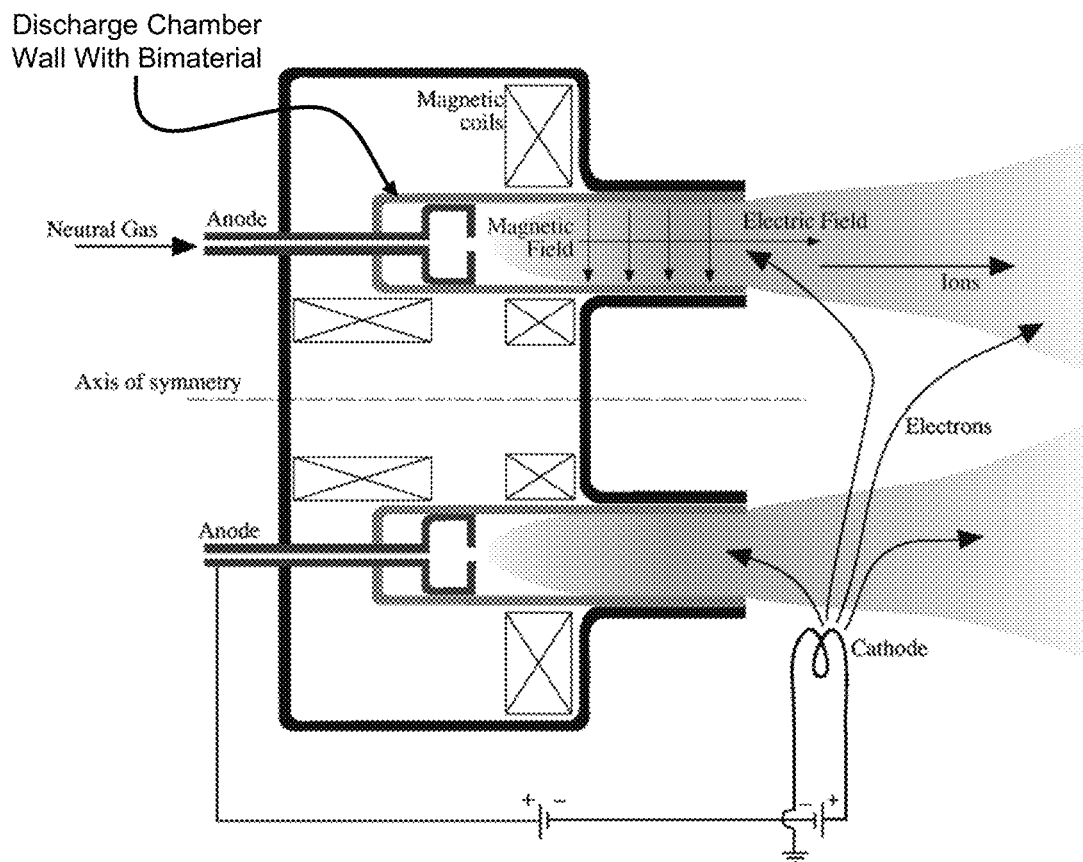 Discharge Chamber
Wall With Bimaterial
Magnetic
coils
Anode
Neutral Gas
Magnetic
Field
Electric Field
Ions
Axis of symmetry
Electrons
Anode
Cathode
+ -
- +